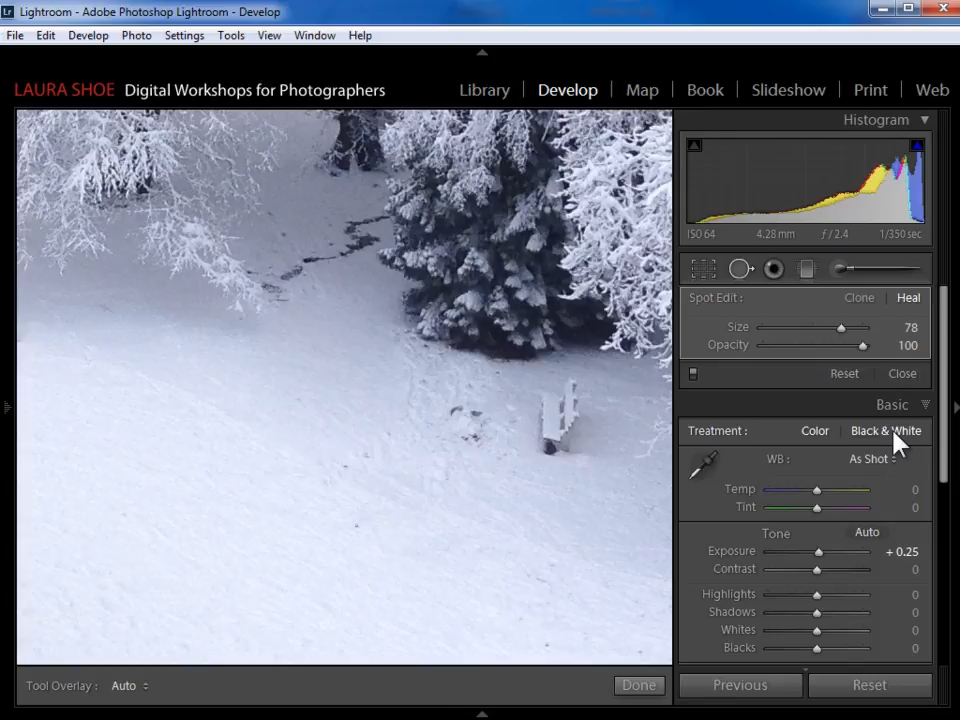 Lr Lightroom - Adobe Photoshop Lightroom - Develop
File Edit Develop Photo Settings Tools View Window Help
LAURA SHOE Digital Workshops for Photographers
Library Develop Map Book Slideshow Print Web
Histogram
ISO 64 4.28 mm ƒ / 2.4 1/350 sec
Spot Edit : Clone Heal
Size 78
Opacity 100
Reset Close
Basic
Treatment : Color Black & White
WB : As Shot
Temp 0
Tint 0
Tone Auto
Exposure + 0.25
Contrast 0
Highlights 0
Shadows 0
Whites 0
Blacks 0
Tool Overlay : Auto Done
Previous Reset